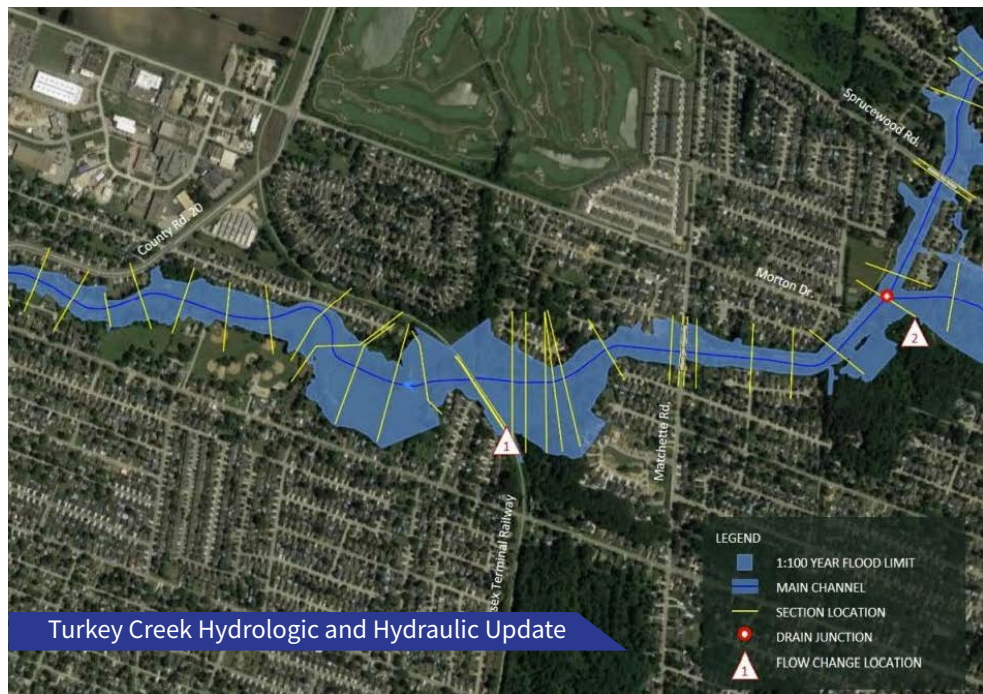 Sprucewood Rd.
County Rd. 20
Morton Dr.
2
1
Matchette Rd.
Terminal Railway
LEGEND
1:100 YEAR FLOOD LIMIT
MAIN CHANNEL
SECTION LOCATION
DRAIN JUNCTION
1 FLOW CHANGE LOCATION
Turkey Creek Hydrologic and Hydraulic Update